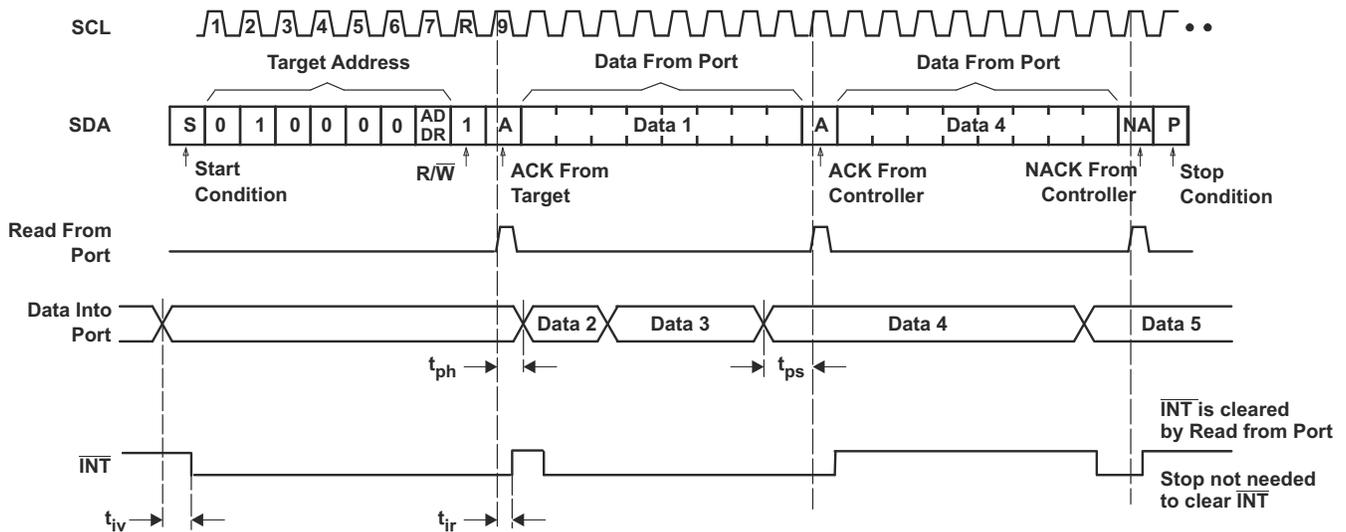 SCL
1 2 3 4 5 6 7 R 9
Target Address
Data From Port
Data From Port
SDA
S 0 1 0 0 0 0 AD DR 1 A Data 1 A Data 4 NA P
Start
Condition
R/W
ACK From
Target
ACK From
Controller
NACK From
Controller
Stop
Condition
Read From
Port
Data Into
Port
Data 2 Data 3 Data 4 Data 5
tph
tps
INT is cleared
by Read from Port
INT
Stop not needed
to clear INT
tiv
tir